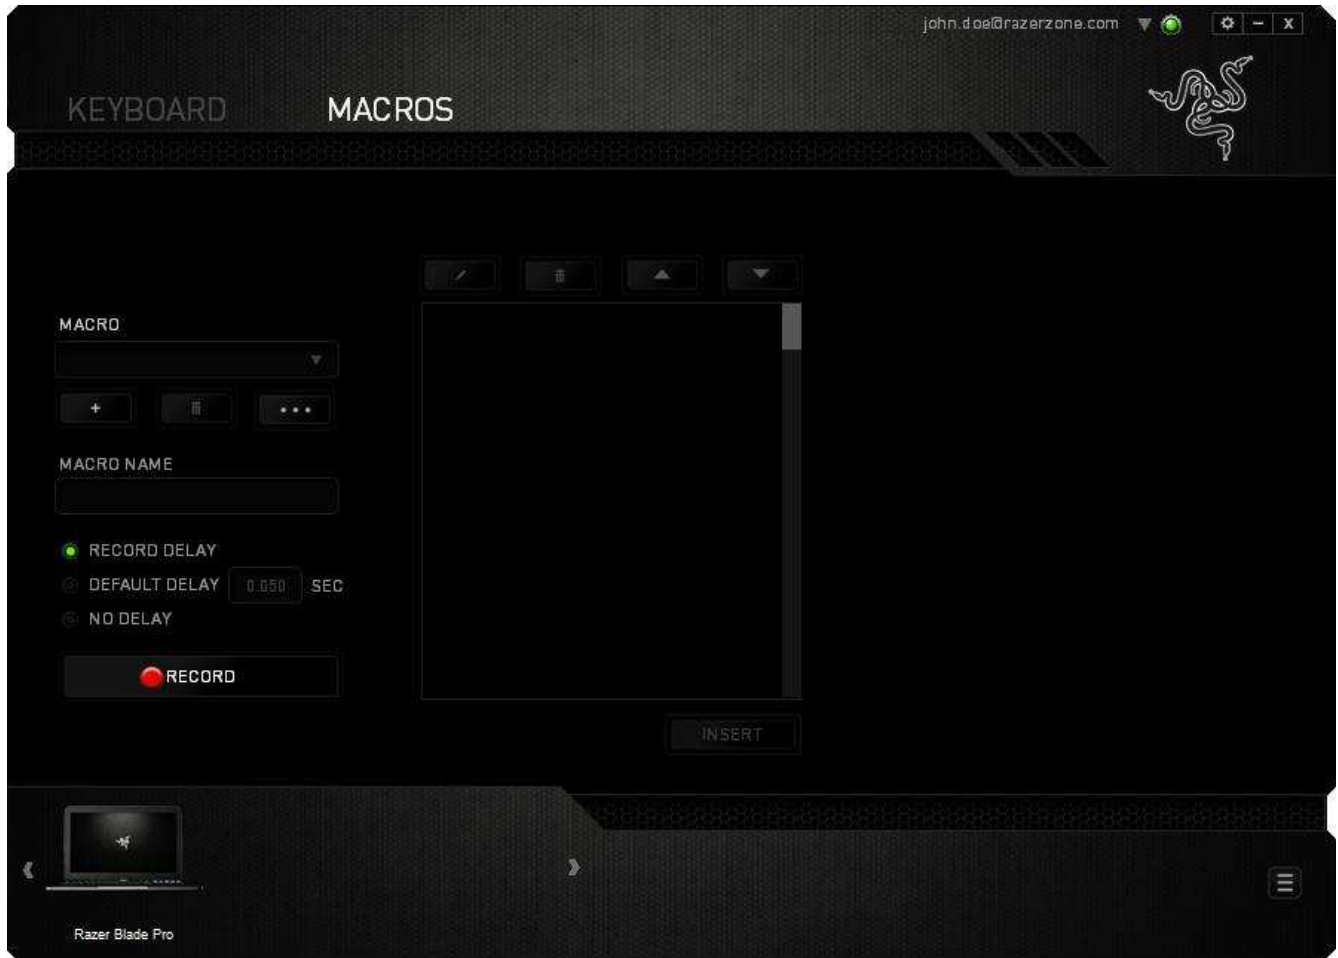 john.doe@razerzone.com
KEYBOARD MACROS
MACRO
MACRO NAME
RECORD DELAY
DEFAULT DELAY 0.050 SEC
NO DELAY
RECORD
INSERT
Razer Blade Pro